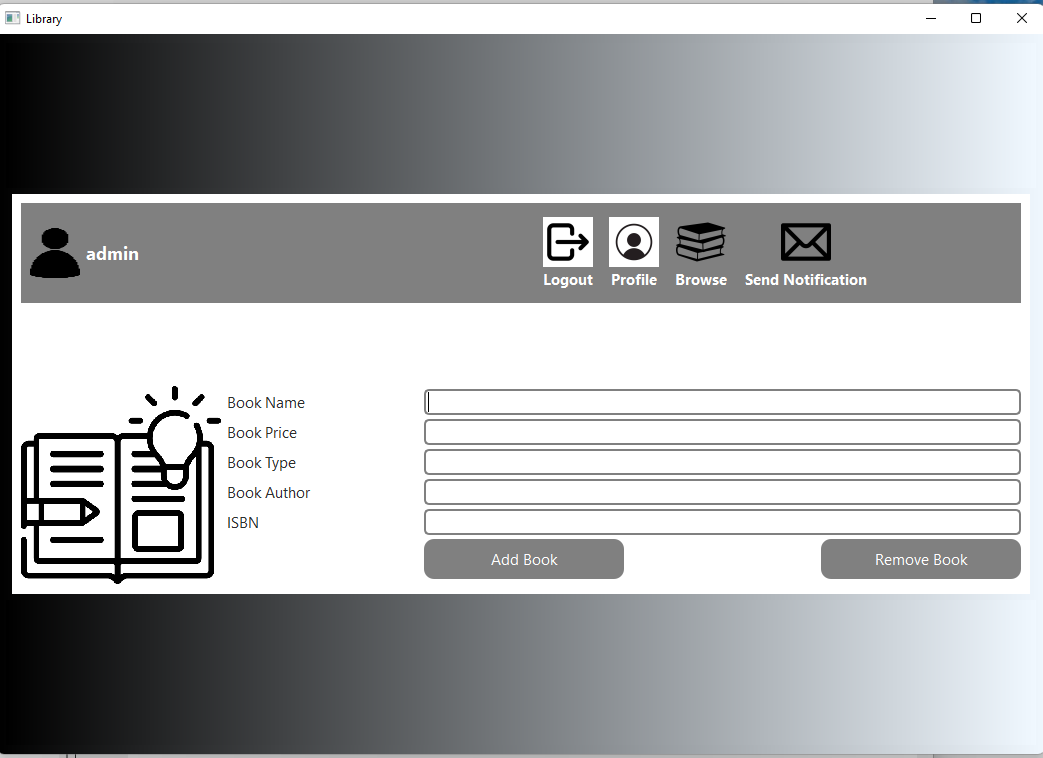 Library
admin
Logout Profile Browse Send Notification
Book Name
Book Price
Book Type
Book Author
ISBN
Add Book Remove Book